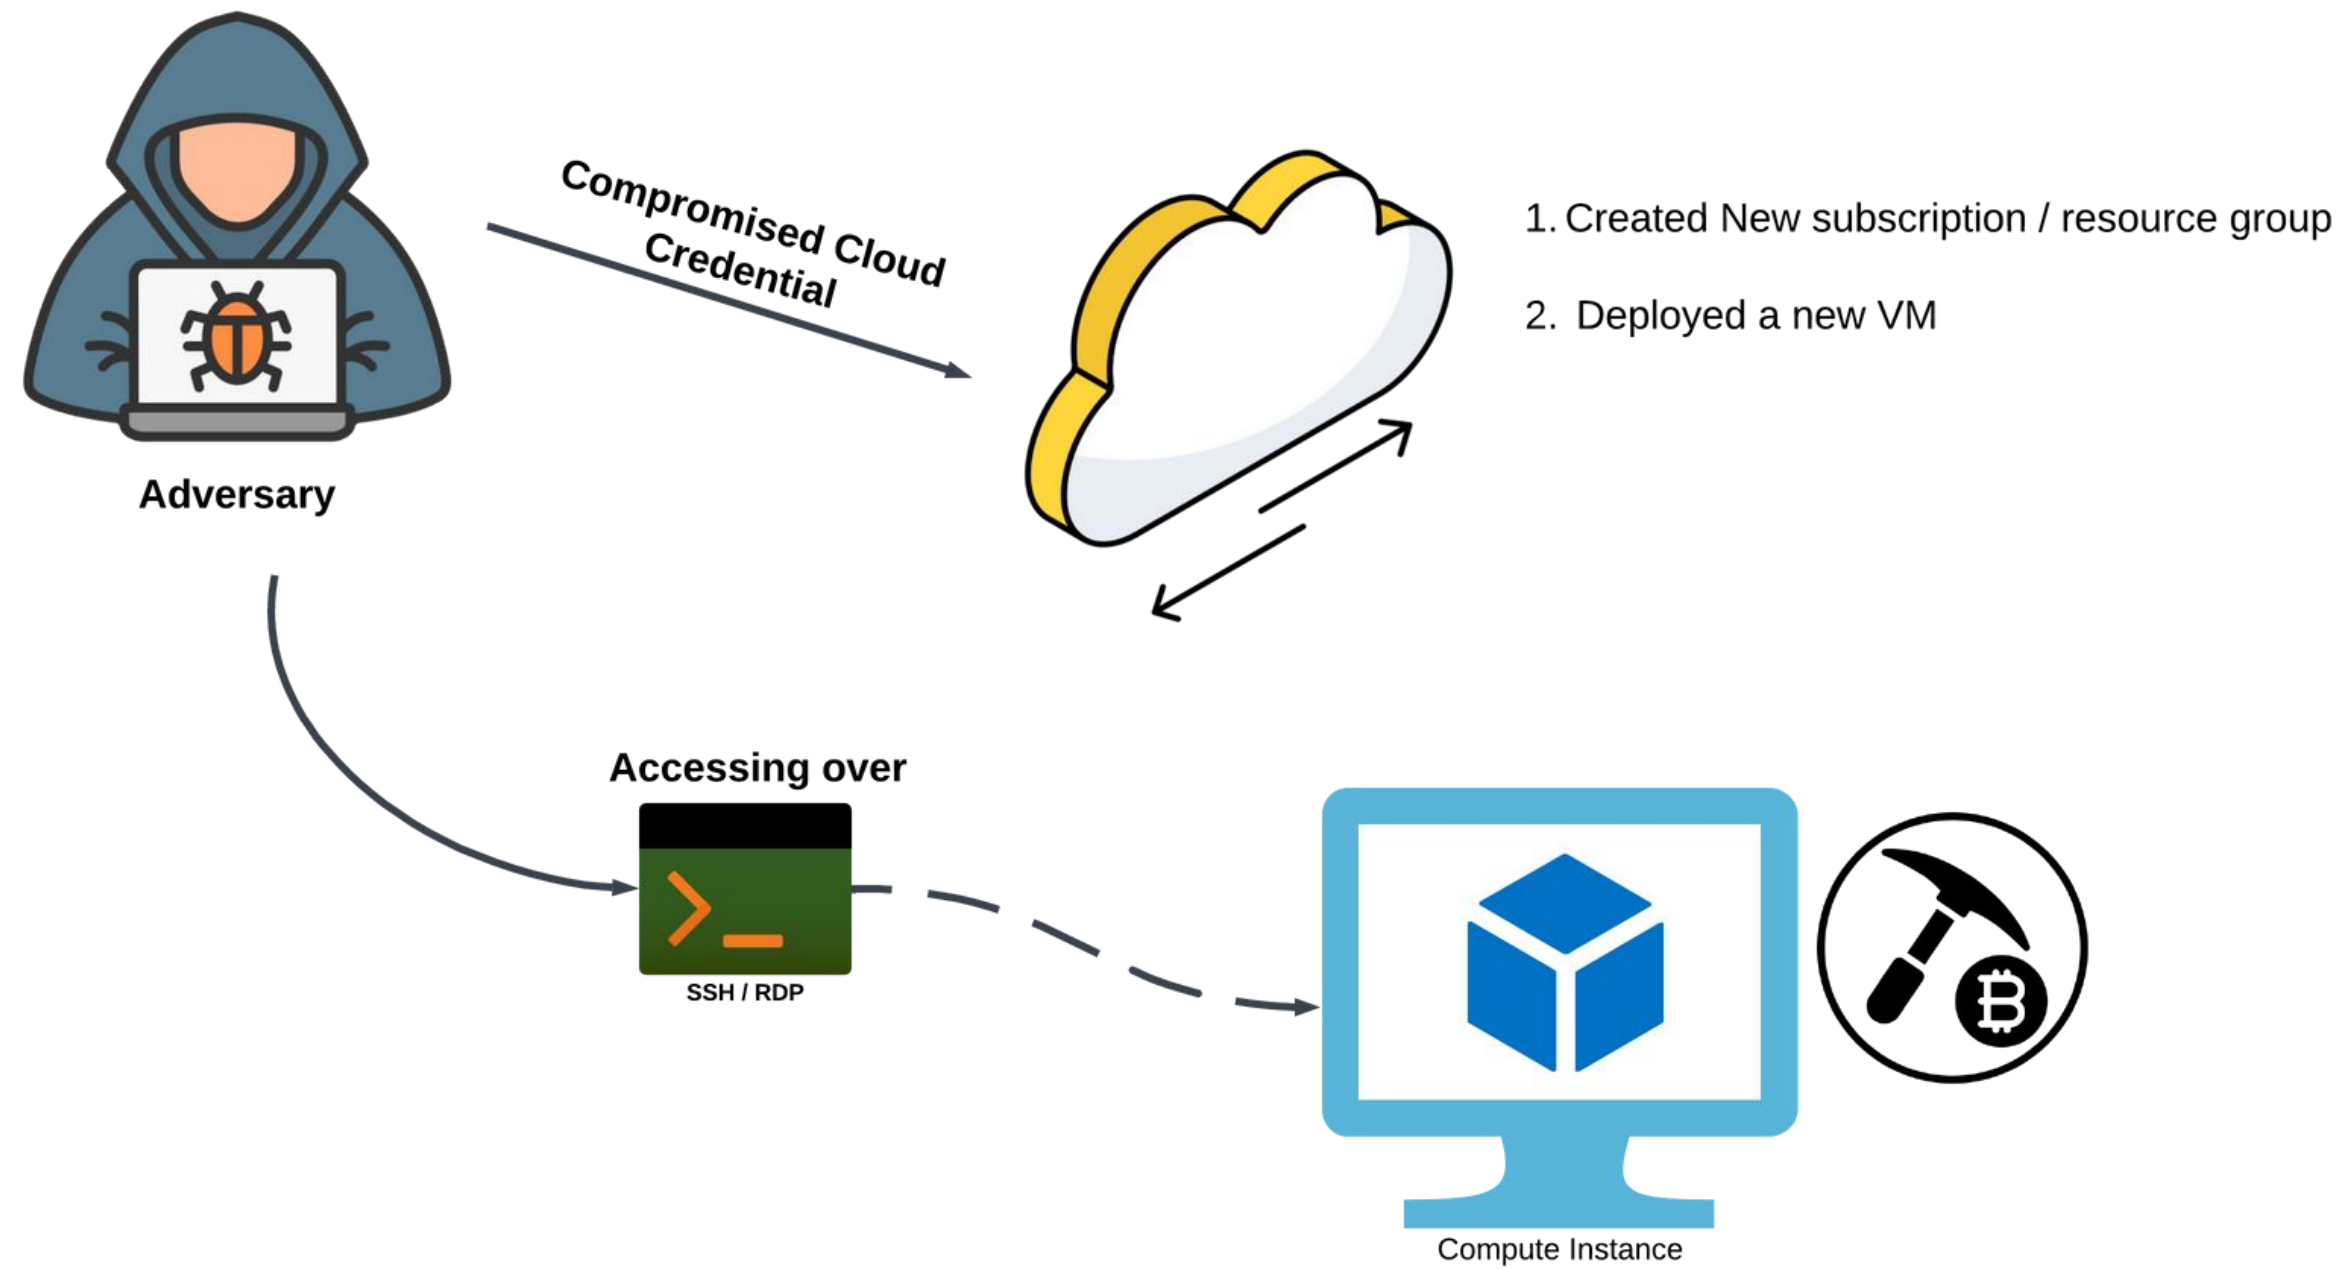 Compromised Cloud
Credential
1. Created New subscription / resource group
2. Deployed a new VM
Adversary
Accessing over
SSH / RDP
Compute Instance